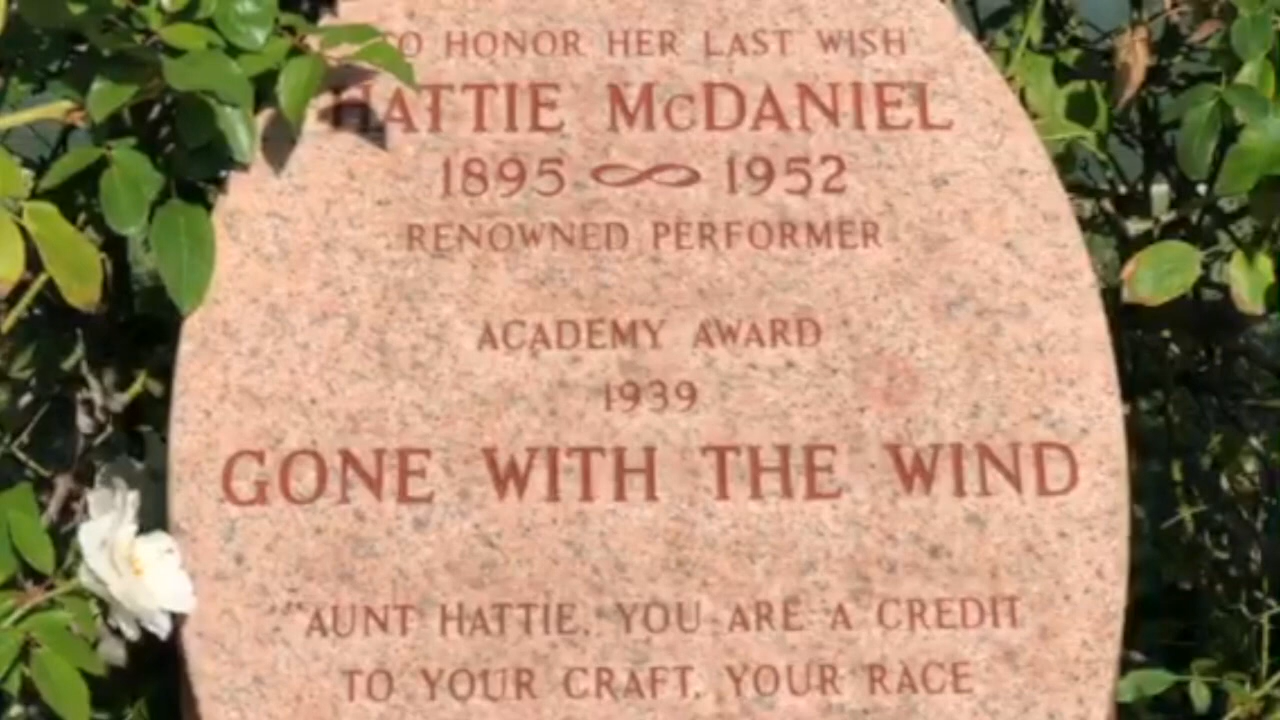 TO HONOR HER LAST WISH
HATTIE McDANIEL
1895 ∞ 1952
RENOWNED PERFORMER
ACADEMY AWARD
1939
GONE WITH THE WIND
"AUNT HATTIE, YOU ARE A CREDIT
TO YOUR CRAFT, YOUR RACE